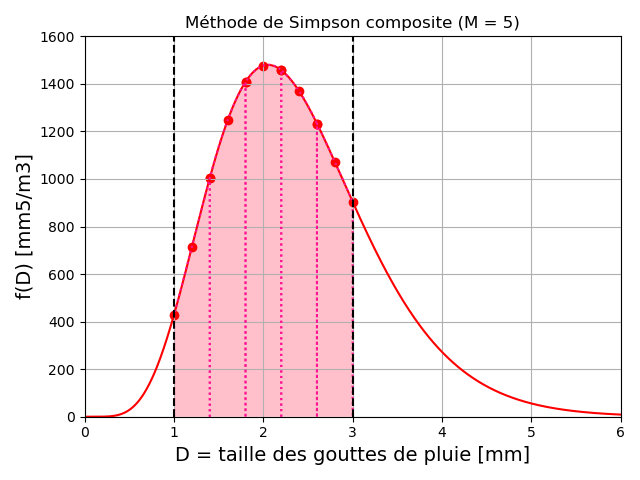 Méthode de Simpson composite (M = 5)
1600
1400
1200
1000
800
600
400
200
0
f(D) [mm5/m3]
0 1 2 3 4 5 6
D = taille des gouttes de pluie [mm]